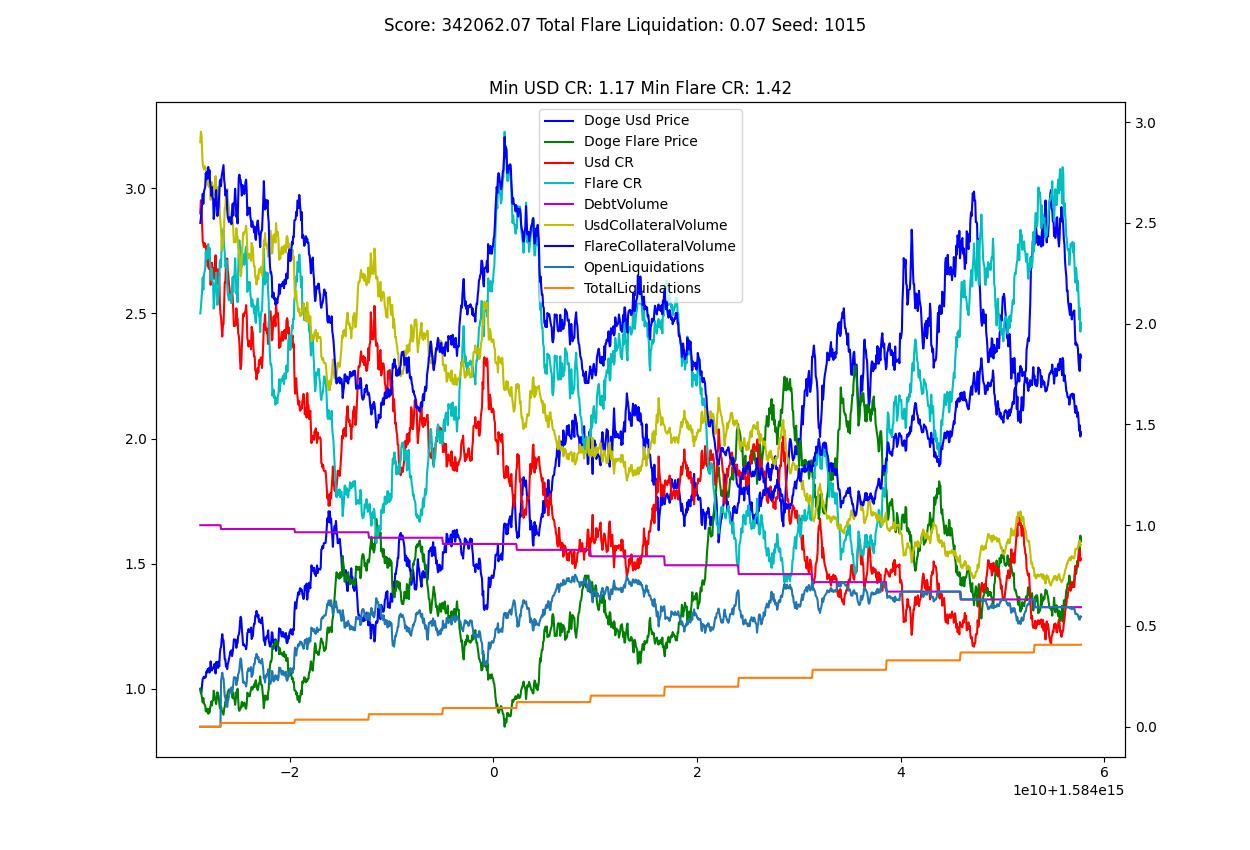 Score: 342062.07 Total Flare Liquidation: 0.07 Seed: 1015
Min USD CR: 1.17 Min Flare CR: 1.42
Doge Usd Price
Doge Flare Price
Usd CR
Flare CR
DebtVolume
UsdCollateralVolume
FlareCollateralVolume
OpenLiquidations
TotalLiquidations
3.0
2.5
2.0
1.5
1.0
3.0
2.5
2.0
1.5
1.0
0.5
0.0
−2 0 2 4 6
1e10+1.584e15